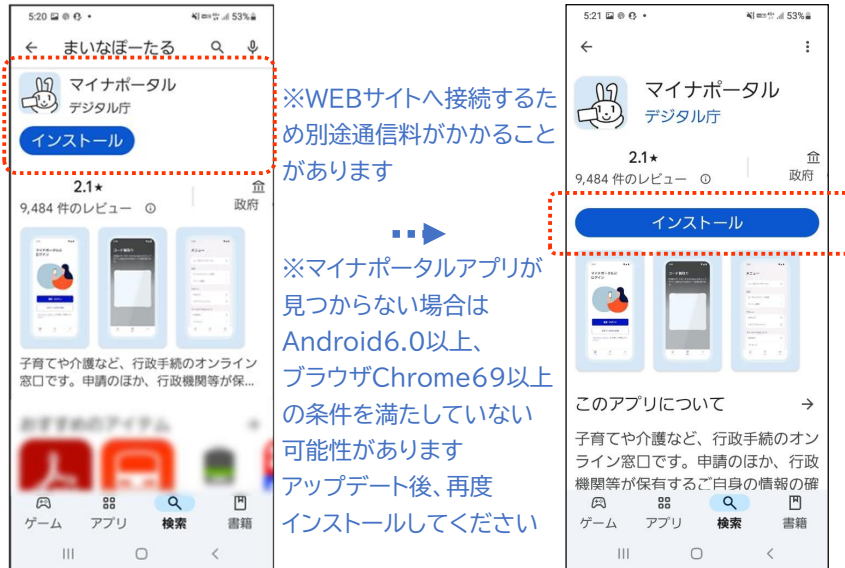 5:20
53%
まいなぽーたる
マイナポータル
デジタル庁
インストール
2.1★
9,484 件のレビュー
政府
子育てや介護など、行政手続のオンライン
窓口です。申請のほか、行政機関等が保...
ゲーム
アプリ
検索
書籍
※WEBサイトへ接続するた
め別途通信料がかかること
があります
※マイナポータルアプリが
見つからない場合は
Android6.0以上、
ブラウザChrome69以上
の条件を満たしていない
可能性があります
アップデート後、再度
インストールしてください
5:21
53%
マイナポータル
デジタル庁
2.1★
9,484 件のレビュー
政府
インストール
このアプリについて
子育てや介護など、行政手続のオン
ライン窓口です。申請のほか、行政
機関等が保有するご自身の情報の確
ゲーム
アプリ
検索
書籍